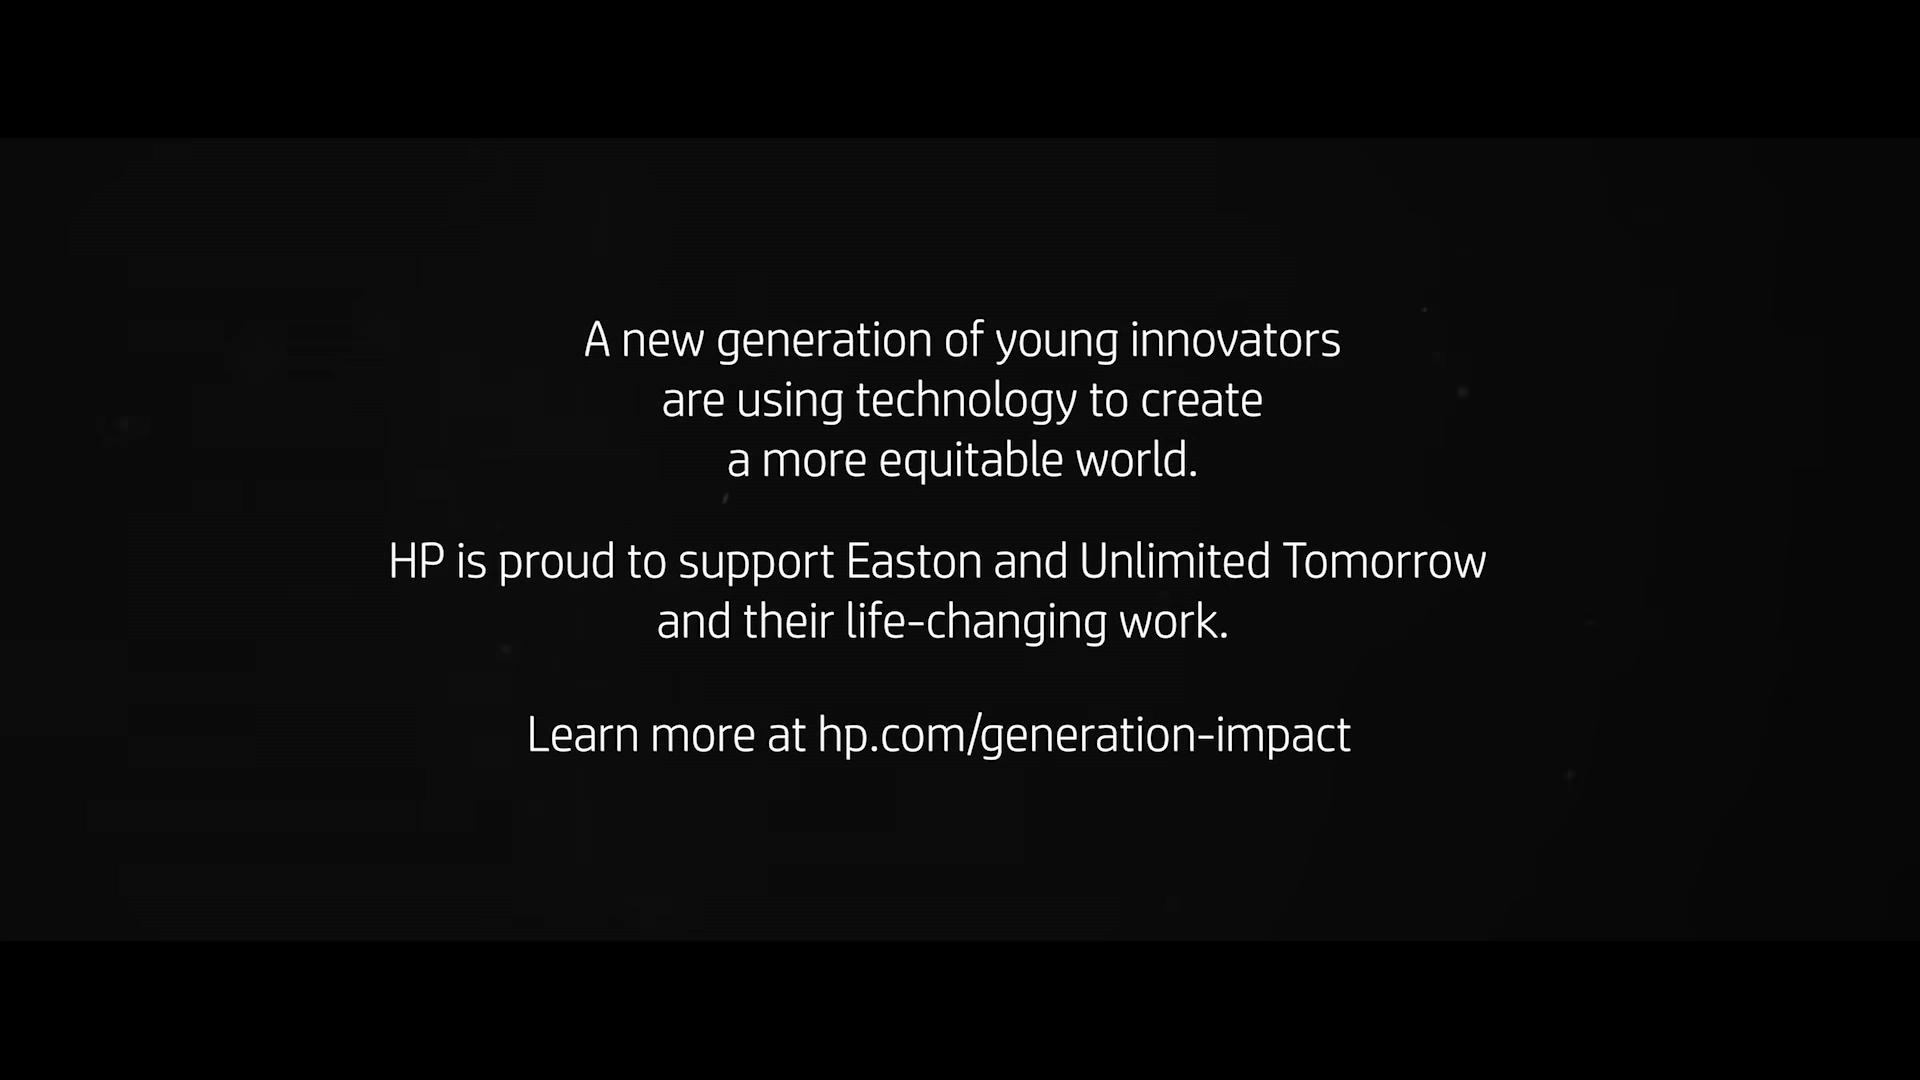 A new generation of young innovators
are using technology to create
a more equitable world.
HP is proud to support Easton and Unlimited Tomorrow
and their life-changing work.
Learn more at hp.com/generation-impact